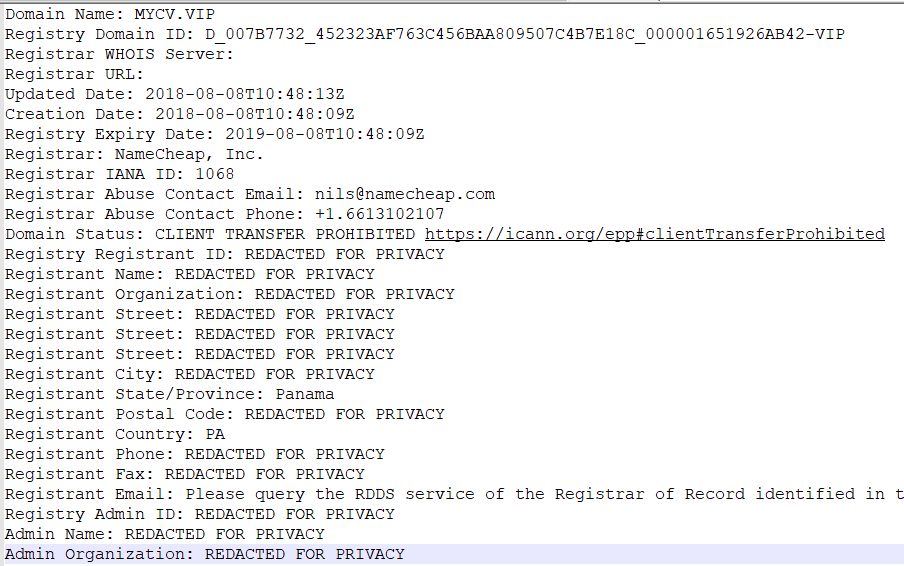 Domain Name: MYCV.VIP
Registry Domain ID: D_007B7732_452323AF763C456BAA809507C4B7E18C_000001651926AB42-VIP
Registrar WHOIS Server:
Registrar URL:
Updated Date: 2018-08-08T10:48:13Z
Creation Date: 2018-08-08T10:48:09Z
Registry Expiry Date: 2019-08-08T10:48:09Z
Registrar: NameCheap, Inc.
Registrar IANA ID: 1068
Registrar Abuse Contact Email: nils@namecheap.com
Registrar Abuse Contact Phone: +1.6613102107
Domain Status: CLIENT TRANSFER PROHIBITED https://icann.org/epp#clientTransferProhibited
Registry Registrant ID: REDACTED FOR PRIVACY
Registrant Name: REDACTED FOR PRIVACY
Registrant Organization: REDACTED FOR PRIVACY
Registrant Street: REDACTED FOR PRIVACY
Registrant Street: REDACTED FOR PRIVACY
Registrant Street: REDACTED FOR PRIVACY
Registrant City: REDACTED FOR PRIVACY
Registrant State/Province: Panama
Registrant Postal Code: REDACTED FOR PRIVACY
Registrant Country: PA
Registrant Phone: REDACTED FOR PRIVACY
Registrant Fax: REDACTED FOR PRIVACY
Registrant Email: Please query the RDDS service of the Registrar of Record identified in t
Registry Admin ID: REDACTED FOR PRIVACY
Admin Name: REDACTED FOR PRIVACY
Admin Organization: REDACTED FOR PRIVACY